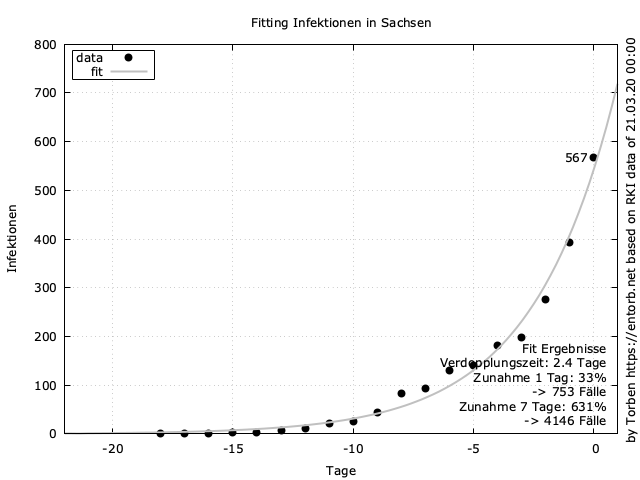 Fitting Infektionen in Sachsen
800
700
600
500
400
300
200
100
0
Infektionen
data
fit
567
Fit Ergebnisse
Verdopplungszeit: 2.4 Tage
Zunahme 1 Tag: 33%
-> 753 Fälle
Zunahme 7 Tage: 631%
-> 4146 Fälle
-20 -15 -10 -5 0
Tage
by Torben https://entorb.net based on RKI data of 21.03.20 00:00